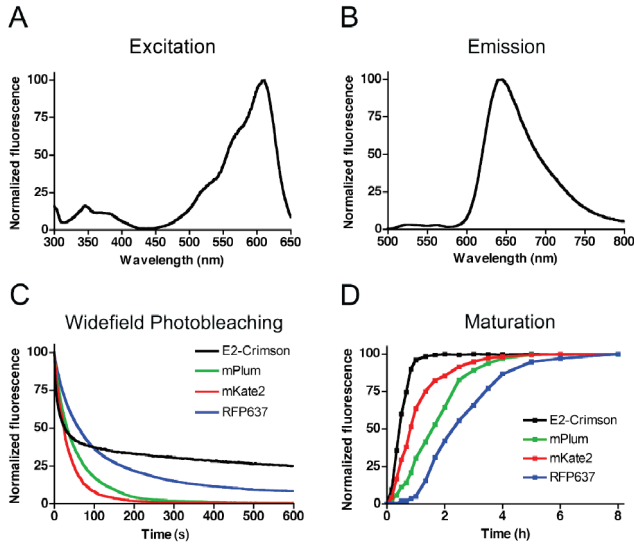 A
Excitation
Normalized fluorescence
100
75
50
25
0
300 350 400 450 500 550 600 650
Wavelength (nm)
B
Emission
Normalized fluorescence
100
75
50
25
0
500 550 600 650 700 750 800
Wavelength (nm)
C
Widefield Photobleaching
Normalized fluorescence
100
75
50
25
0
E2-Crimson
mPlum
mKate2
RFP637
0 100 200 300 400 500 600
Time (s)
D
Maturation
Normalized fluorescence
100
75
50
25
0
E2-Crimson
mPlum
mKate2
RFP637
0 2 4 6 8
Time (h)